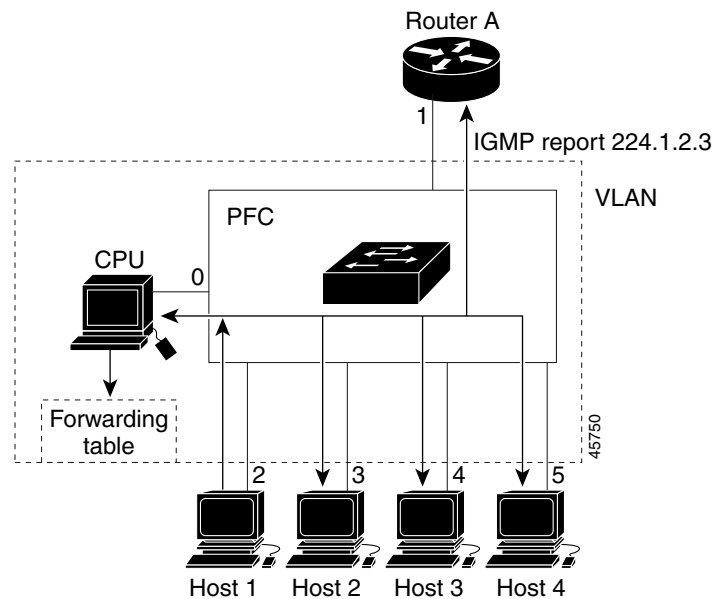 Router A
1
IGMP report 224.1.2.3
VLAN
PFC
CPU
0
Forwarding
table
45750
2
3
4
5
Host 1
Host 2
Host 3
Host 4